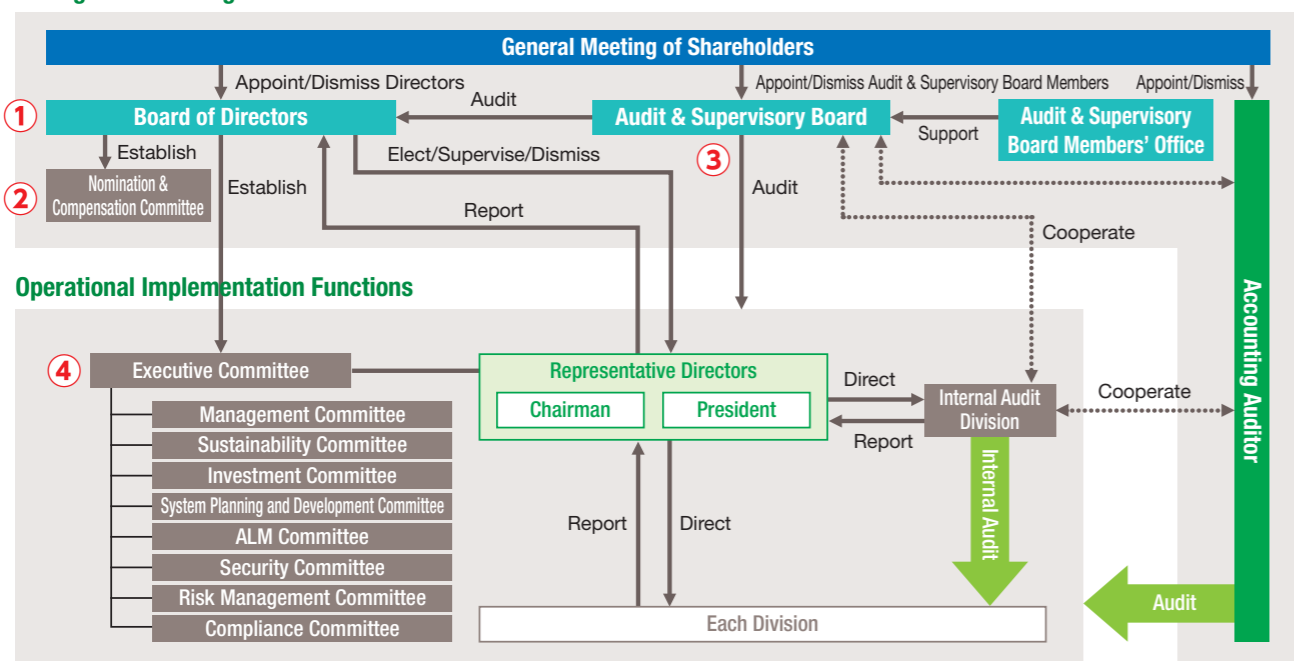 General Meeting of Shareholders
Appoint/Dismiss Directors
Appoint/Dismiss Audit & Supervisory Board Members
Appoint/Dismiss
①
Board of Directors
Audit
Audit & Supervisory Board
Support
Audit & Supervisory
Board Members' Office
③
Establish
Elect/Supervise/Dismiss
②
Nomination &
Compensation Committee
Establish
Audit
Report
Cooperate
Operational Implementation Functions
Accounting Auditor
④
Executive Committee
Representative Directors
Chairman
President
Direct
Report
Internal Audit
Division
Cooperate
Management Committee
Sustainability Committee
Investment Committee
System Planning and Development Committee
ALM Committee
Security Committee
Risk Management Committee
Compliance Committee
Report
Direct
Internal Audit
Each Division
Audit